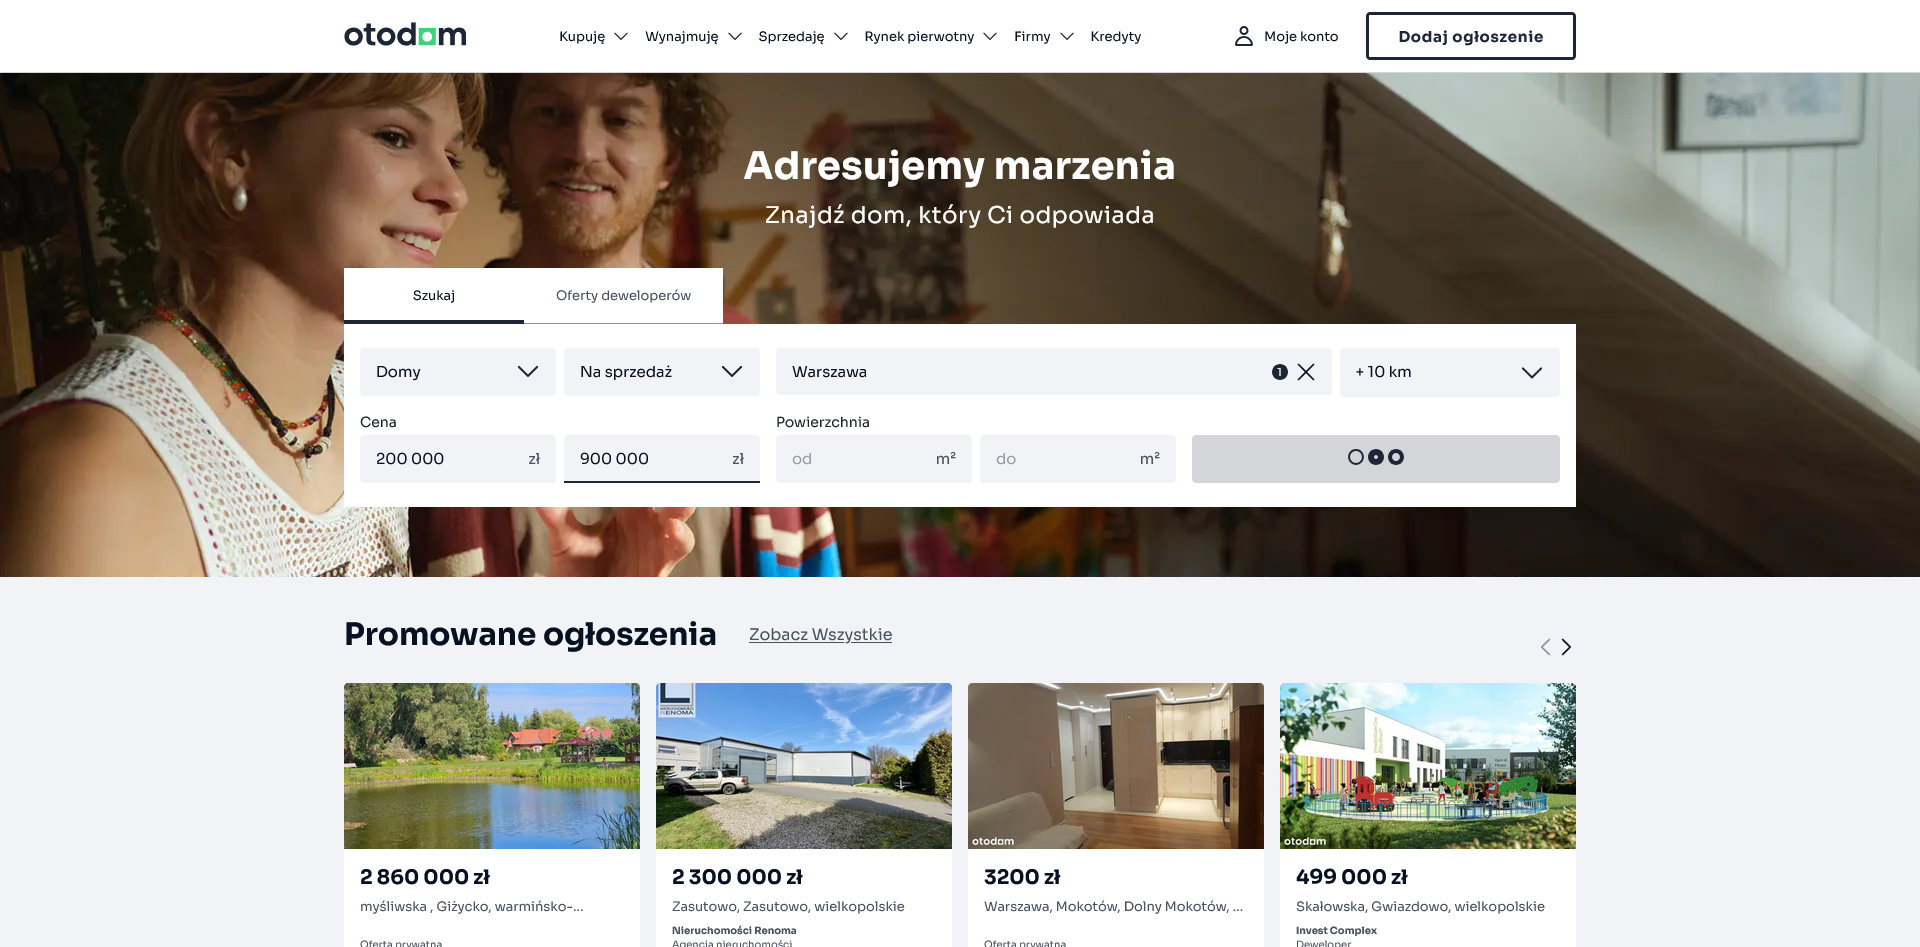 otodom
Kupuję
Wynajmuję
Sprzedaję
Rynek pierwotny
Firmy
Kredyty
Moje konto
Dodaj ogłoszenie
Adresujemy marzenia
Znajdź dom, który Ci odpowiada
Szukaj
Oferty deweloperów
Domy
Na sprzedaż
Warszawa
1
+ 10 km
Cena
Powierzchnia
200 000 zł
900 000 zł
od m²
do m²
Promowane ogłoszenia
Zobacz Wszystkie
RENOMA
otodom
otodom
2 860 000 zł
myśliwska , Giżycko, warmińsko-...
Oferta prywatna
2 300 000 zł
Zasutowo, Zasutowo, wielkopolskie
Nieruchomości Renoma
Agencja nieruchomości
3200 zł
Warszawa, Mokotów, Dolny Mokotów, ...
Oferta prywatna
499 000 zł
Skałowska, Gwiazdowo, wielkopolskie
Invest Complex
Deweloper